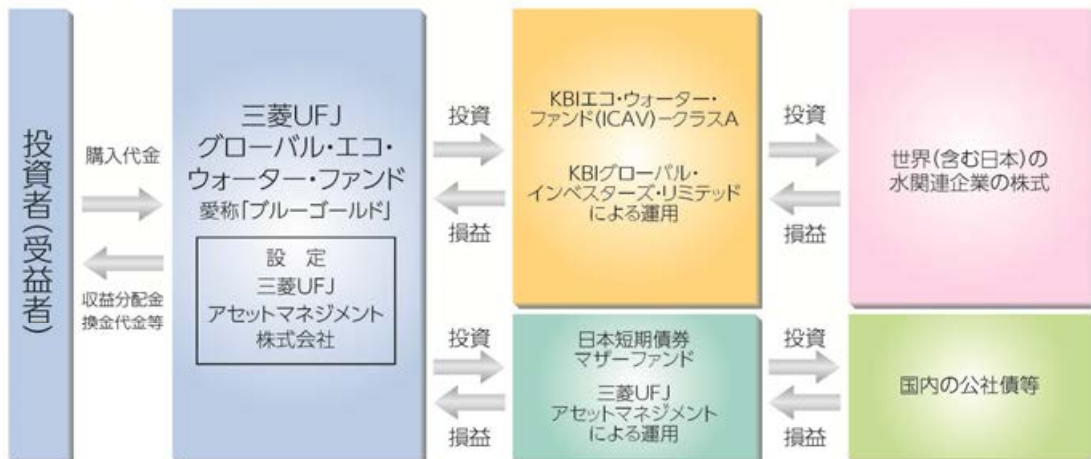 投資者(受益者)
購入代金
収益分配金
換金代金等
三菱UFJ
グローバル・エコ・
ウォーター・ファンド
愛称「ブルーゴールド」
設 定
三菱UFJ
アセットマネジメント
株式会社
投資
損益
投資
損益
KBIエコ・ウォーター・
ファンド(ICAV)ークラスA
KBIグローバル・
インベスターズ・リミテッド
による運用
日本短期債券
マザーファンド
三菱UFJ
アセットマネジメント
による運用
投資
損益
投資
損益
世界(含む日本)の
水関連企業の株式
国内の公社債等